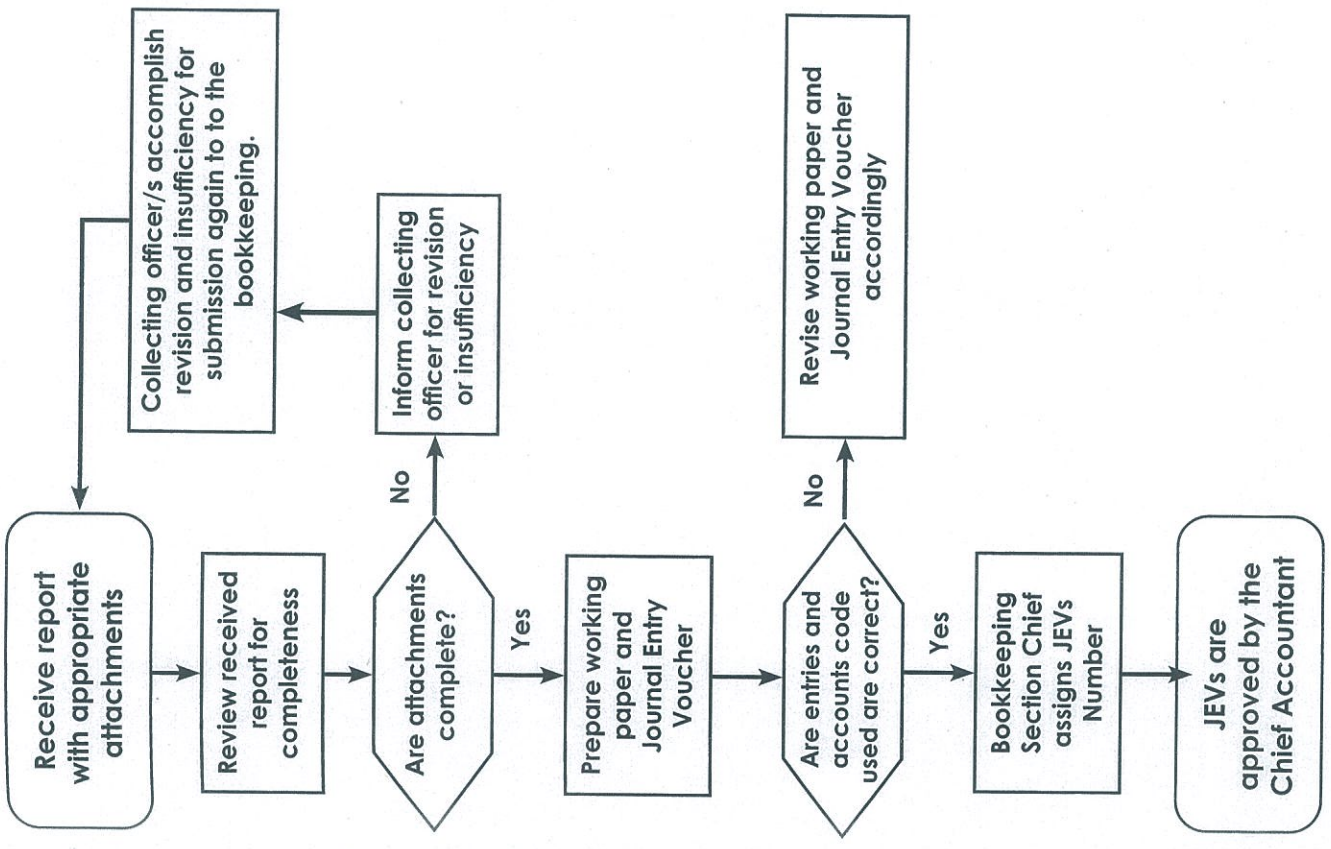 Receive report
with appropriate
attachments
Collecting officer/s accomplish
revision and insufficiency for
submission again to to the
bookkeeping.
Review received
report for
completeness
Are attachments
complete?
No
Inform collecting
officer for revision
or insufficiency
Yes
Prepare working
paper and
Journal Entry
Voucher
Are entries and
accounts code
used are correct?
No
Revise working paper and
Journal Entry Voucher
accordingly
Yes
Bookkeeping
Section Chief
assigns JEVs
Number
JEVs are
approved by the
Chief Accountant